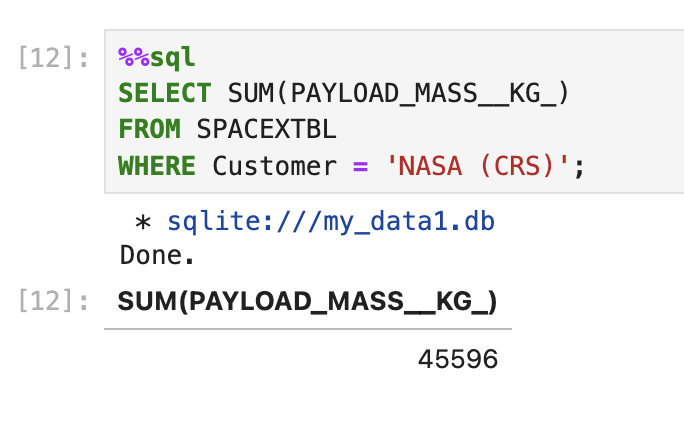 [12]: %%sql
SELECT SUM(PAYLOAD_MASS__KG_)
FROM SPACEXTBL
WHERE Customer = 'NASA (CRS)';
* sqlite:///my_data1.db
Done.
[12]: SUM(PAYLOAD_MASS__KG_)
45596